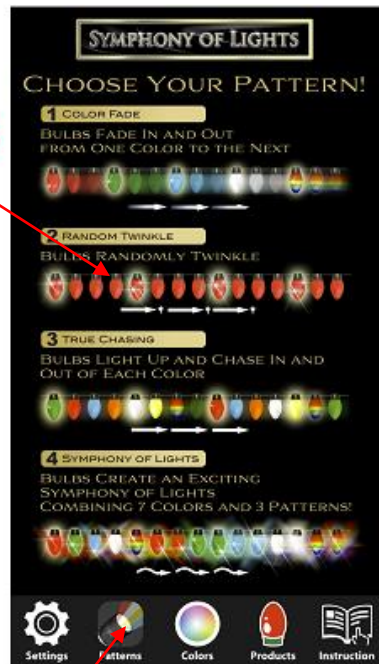 SYMPHONY OF LIGHTS
CHOOSE YOUR PATTERN!
1 COLOR FADE
BULBS FADE IN AND OUT
FROM ONE COLOR TO THE NEXT
2 RANDOM TWINKLE
BULBS RANDOMLY TWINKLE
3 TRUE CHASING
BULBS LIGHT UP AND CHASE IN AND
OUT OF EACH COLOR
4 SYMPHONY OF LIGHTS
BULBS CREATE AN EXCITING
SYMPHONY OF LIGHTS
COMBINING 7 COLORS AND 3 PATTERNS!
Settings Patterns Colors Products Instruction